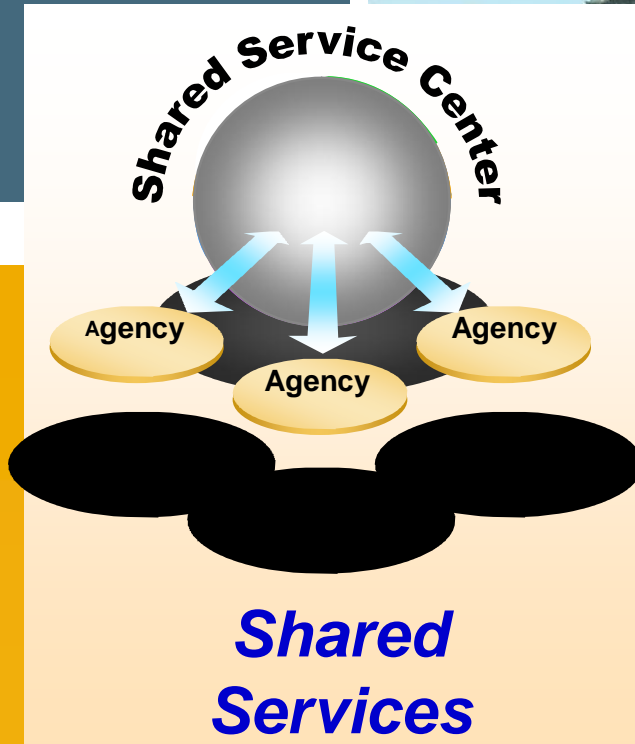 Shared Service Center
Agency
Agency
Agency
Shared
Services